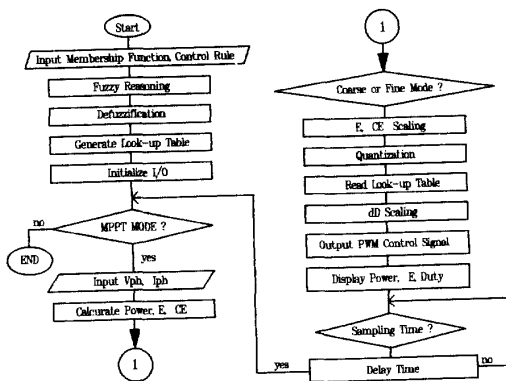 Start
Input Membership Function, Control Rule
Fuzzy Reasoning
Defuzzification
Generate Look-up Table
Initialize I/O
MPPT MODE ?
no
END
yes
Input Vph, Iph
Calcurate Power, E, CE
1
1
Coarse or Fine Mode ?
E, CE Scaling
Quantization
Read Look-up Table
dD Scaling
Output PWM Control Signal
Display Power, E, Duty
Sampling Time ?
yes
Delay Time
no